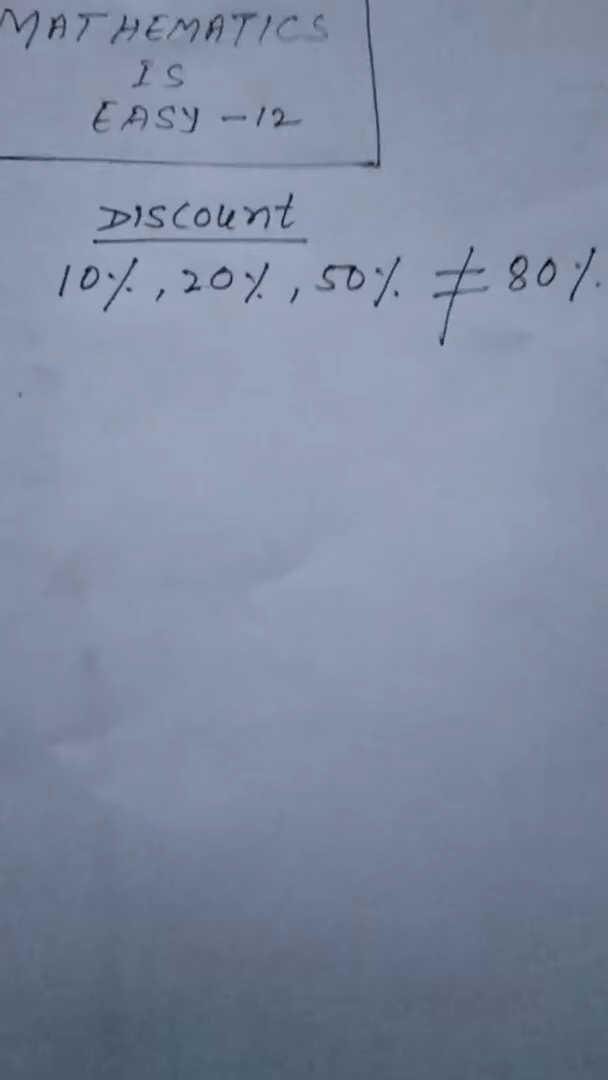 MATHEMATICS
IS
EASY -12
DISCOUNT
10%, 20%, 50% ≠ 80%.